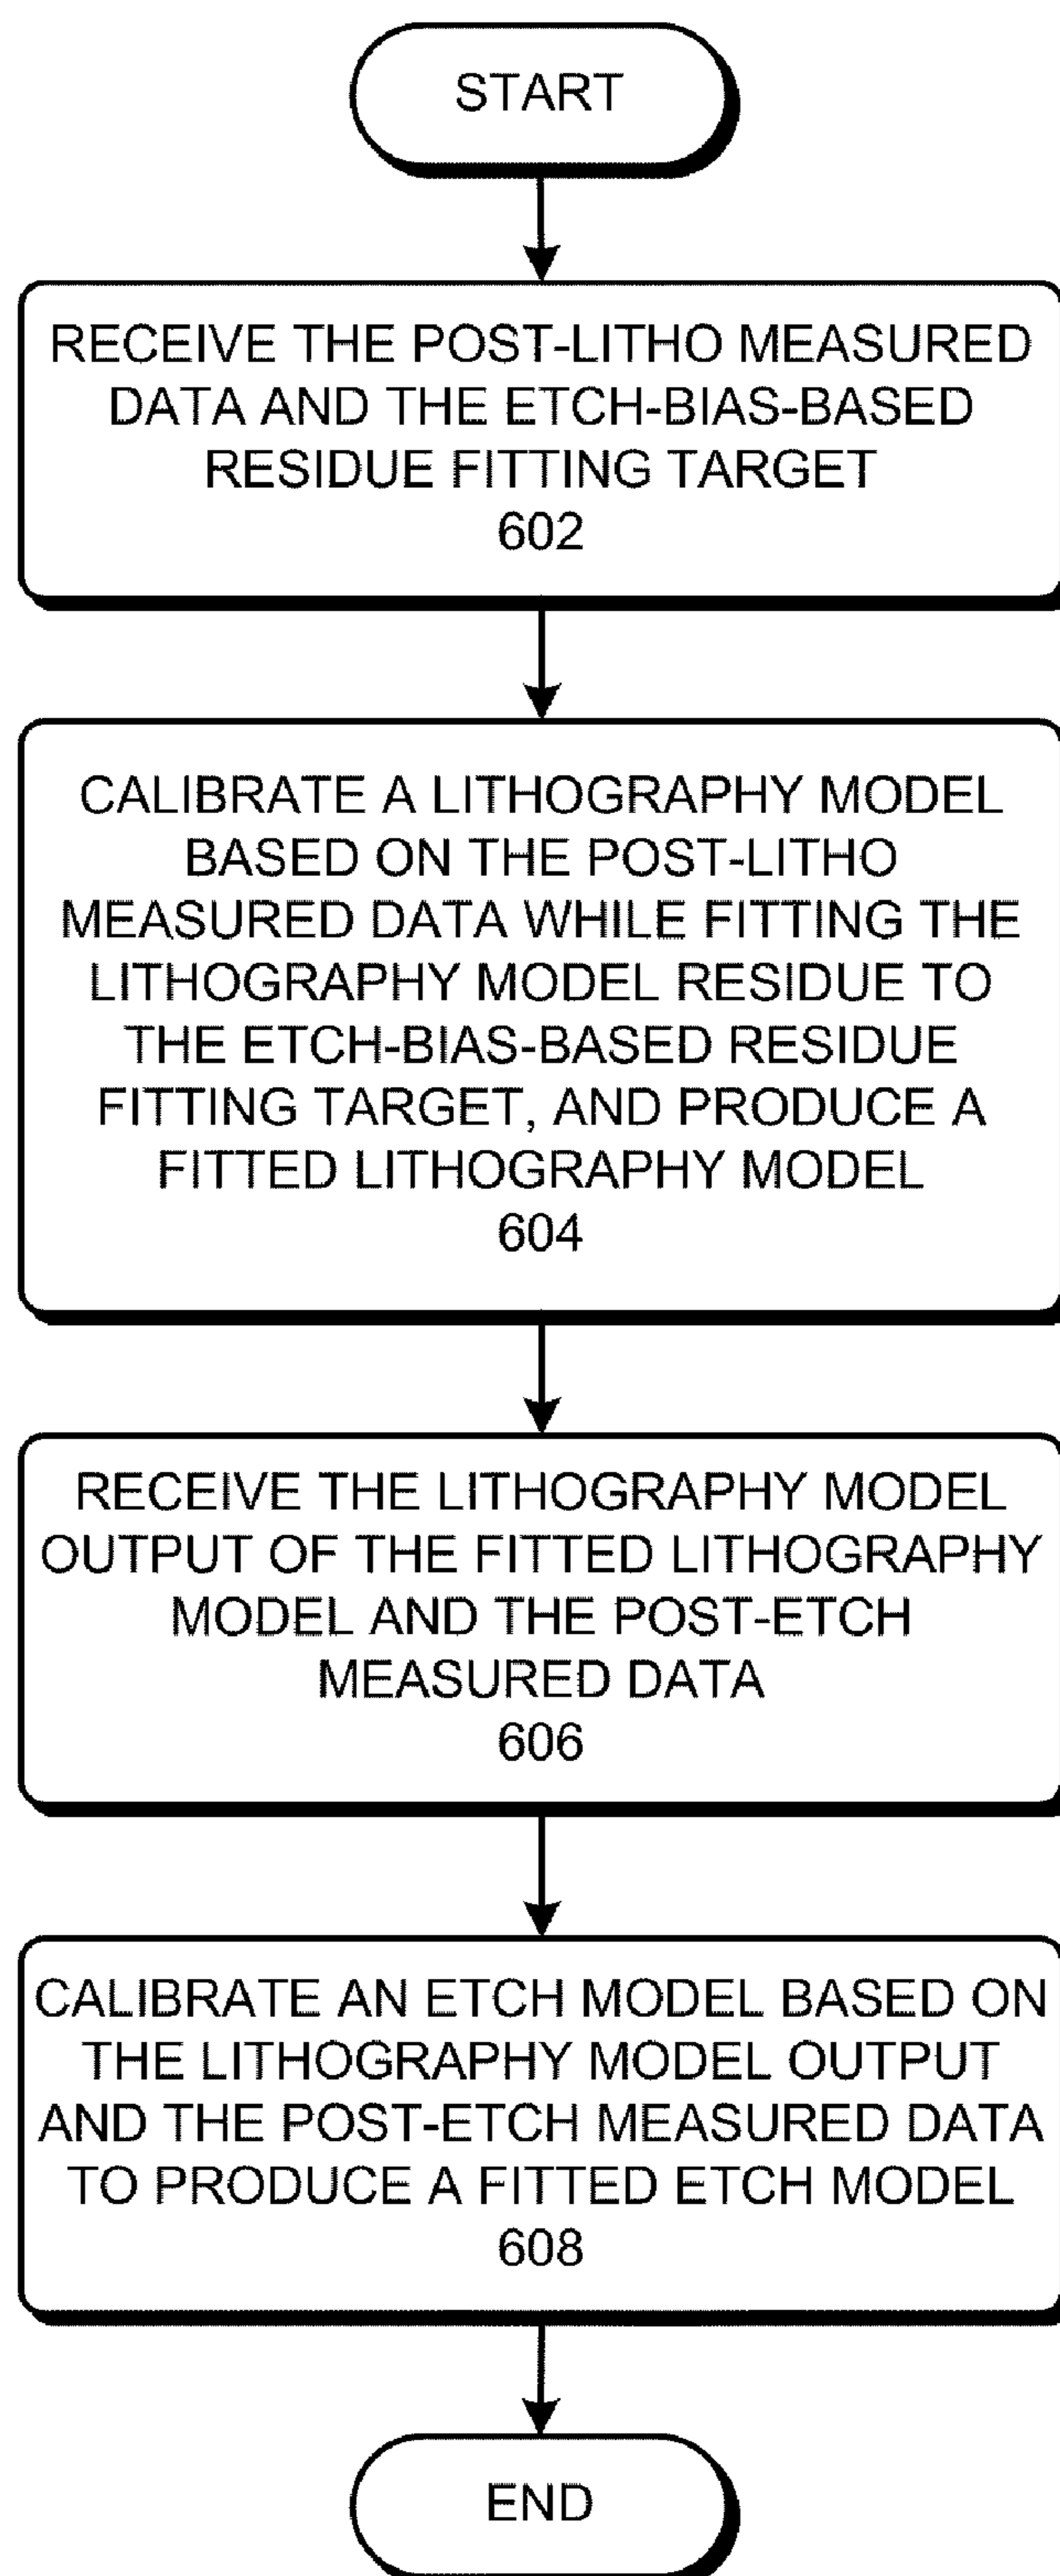 START
RECEIVE THE POST-LITHO MEASURED
DATA AND THE ETCH-BIAS-BASED
RESIDUE FITTING TARGET
602
CALIBRATE A LITHOGRAPHY MODEL
BASED ON THE POST-LITHO
MEASURED DATA WHILE FITTING THE
LITHOGRAPHY MODEL RESIDUE TO
THE ETCH-BIAS-BASED RESIDUE
FITTING TARGET, AND PRODUCE A
FITTED LITHOGRAPHY MODEL
604
RECEIVE THE LITHOGRAPHY MODEL
OUTPUT OF THE FITTED LITHOGRAPHY
MODEL AND THE POST-ETCH
MEASURED DATA
606
CALIBRATE AN ETCH MODEL BASED ON
THE LITHOGRAPHY MODEL OUTPUT
AND THE POST-ETCH MEASURED DATA
TO PRODUCE A FITTED ETCH MODEL
608
END